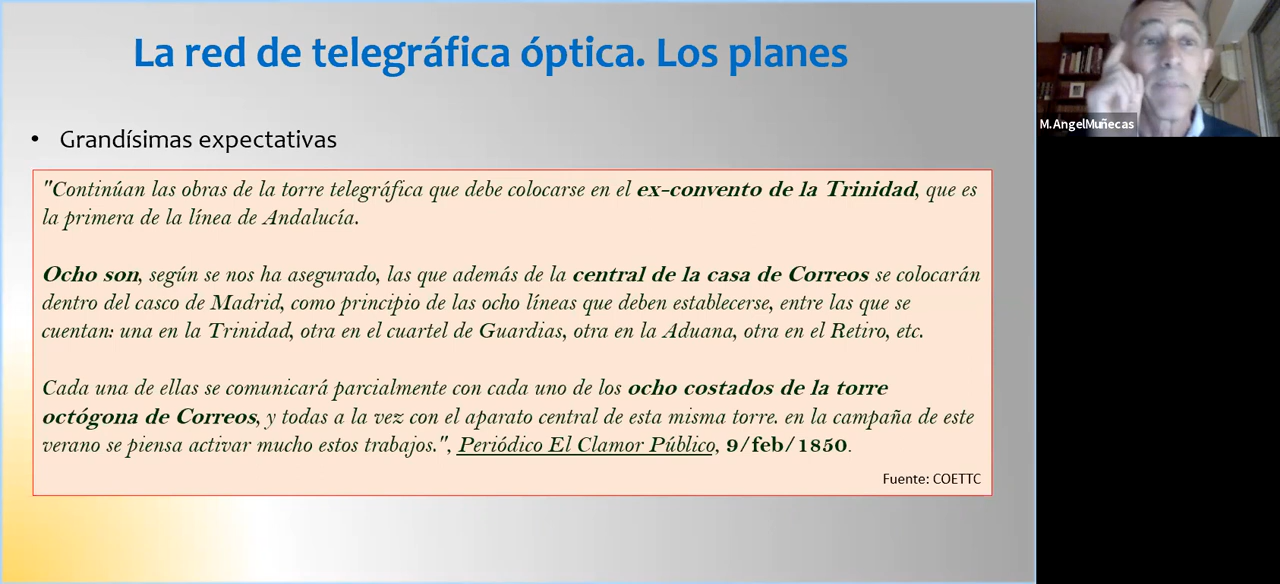 La red de telegráfica óptica. Los planes
• Grandísimas expectativas
"Continúan las obras de la torre telegráfica que debe colocarse en el ex-convento de la Trinidad, que es
la primera de la línea de Andalucía.
Ocho son, según se nos ha asegurado, las que además de la central de la casa de Correos se colocarán
dentro del casco de Madrid, como principio de las ocho líneas que deben establecerse, entre las que se
cuentan: una en la Trinidad, otra en el cuartel de Guardias, otra en la Aduana, otra en el Retiro, etc.
Cada una de ellas se comunicará parcialmente con cada uno de los ocho costados de la torre
octógona de Correos, y todas a la vez con el aparato central de esta misma torre. en la campaña de este
verano se piensa activar mucho estos trabajos.", Periódico El Clamor Público, 9/feb/1850.
Fuente: COETTC
M.AngelMuñecas